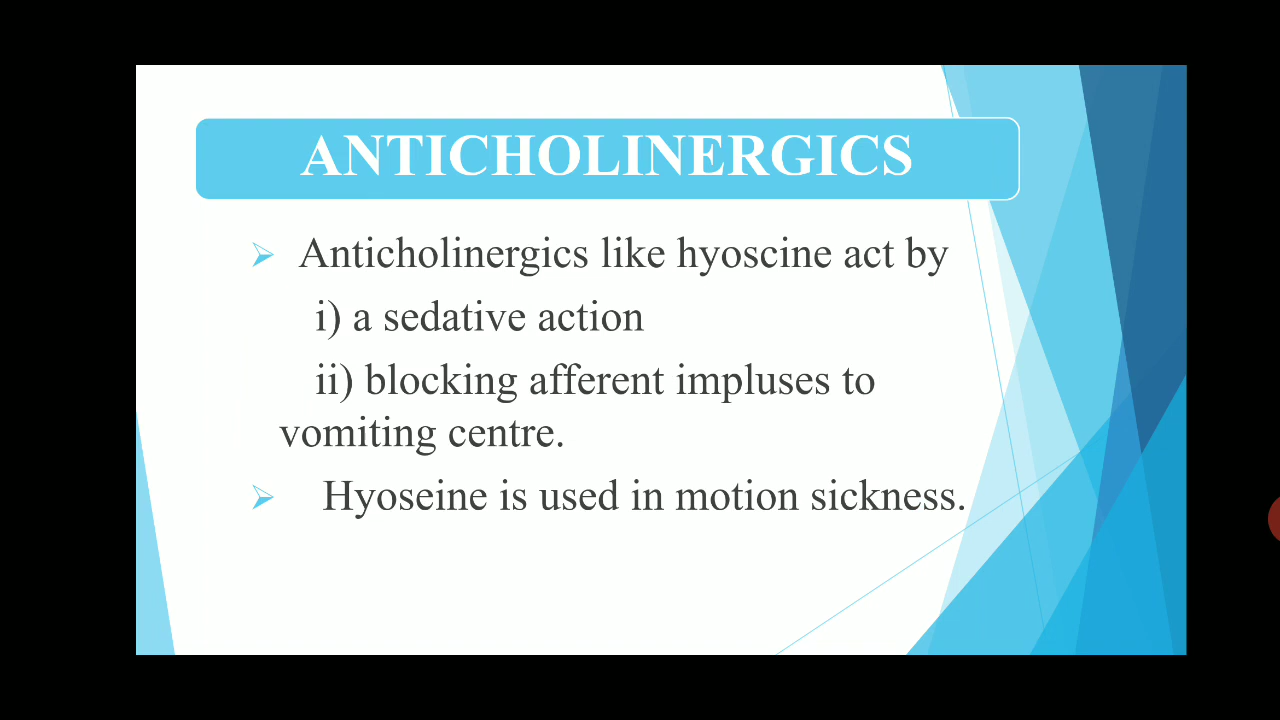 ANTICHOLINERGICS
Anticholinergics like hyoscine act by
i) a sedative action
ii) blocking afferent impluses to
vomiting centre.
Hyoseine is used in motion sickness.